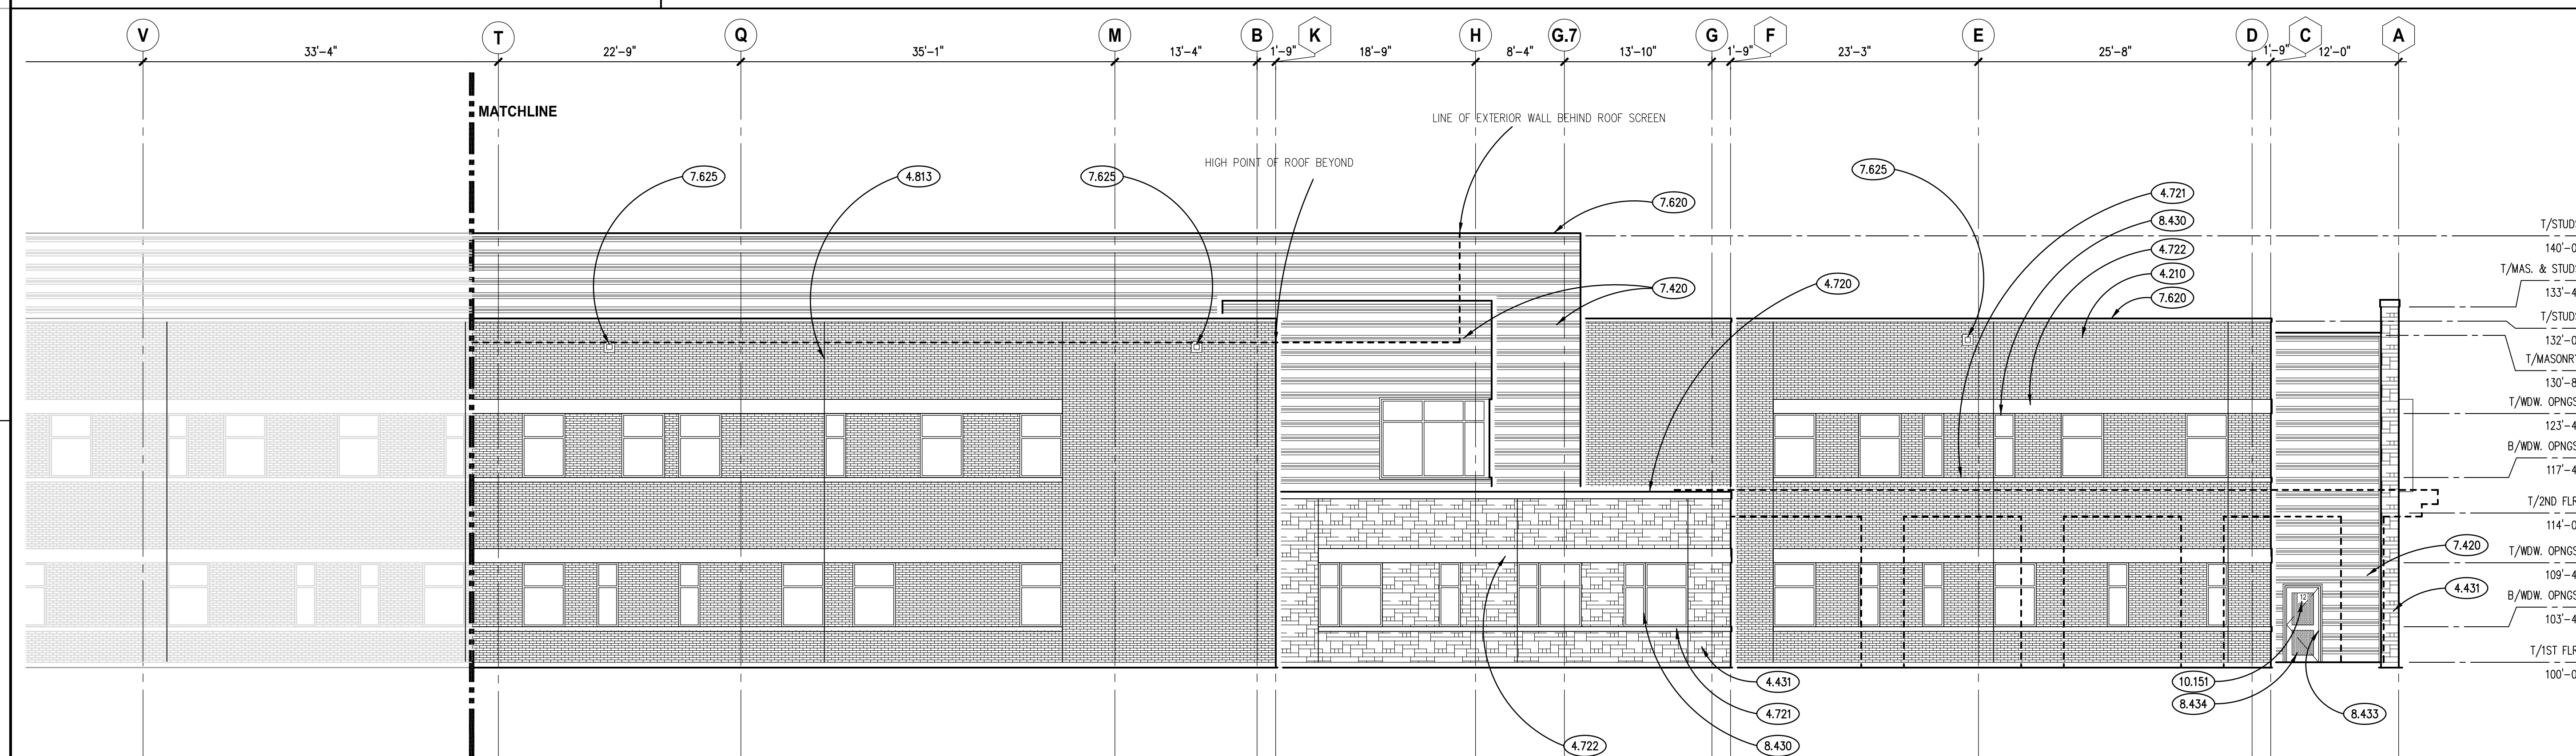 V T Q M B K H G.7 G F E D C A
33'-4" 22'-9" 35'-1" 13'-4" 1'-9" 18'-9" 8'-4" 13'-10" 1'-9" 23'-3" 25'-8" 1'-9" 12'-0"
MATCHLINE
LINE OF EXTERIOR WALL BEHIND ROOF SCREEN
HIGH POINT OF ROOF BEYOND
7.625
4.813
7.625
7.625
4.721
7.620
8.430
4.722
4.210
7.620
7.420
4.720
T/STUDS
140'-0
T/MAS. & STUDS
133'-4
T/STUDS
132'-0
T/MASONRY
130'-8
T/WDW. OPNGS
123'-4
B/WDW. OPNGS
117'-4
T/2ND FLR
114'-0
T/WDW. OPNGS
109'-4
B/WDW. OPNGS
103'-4
T/1ST FLR
100'-0
7.420
4.431
12
4.431
10.151
8.434
8.433
4.721
4.722
8.430